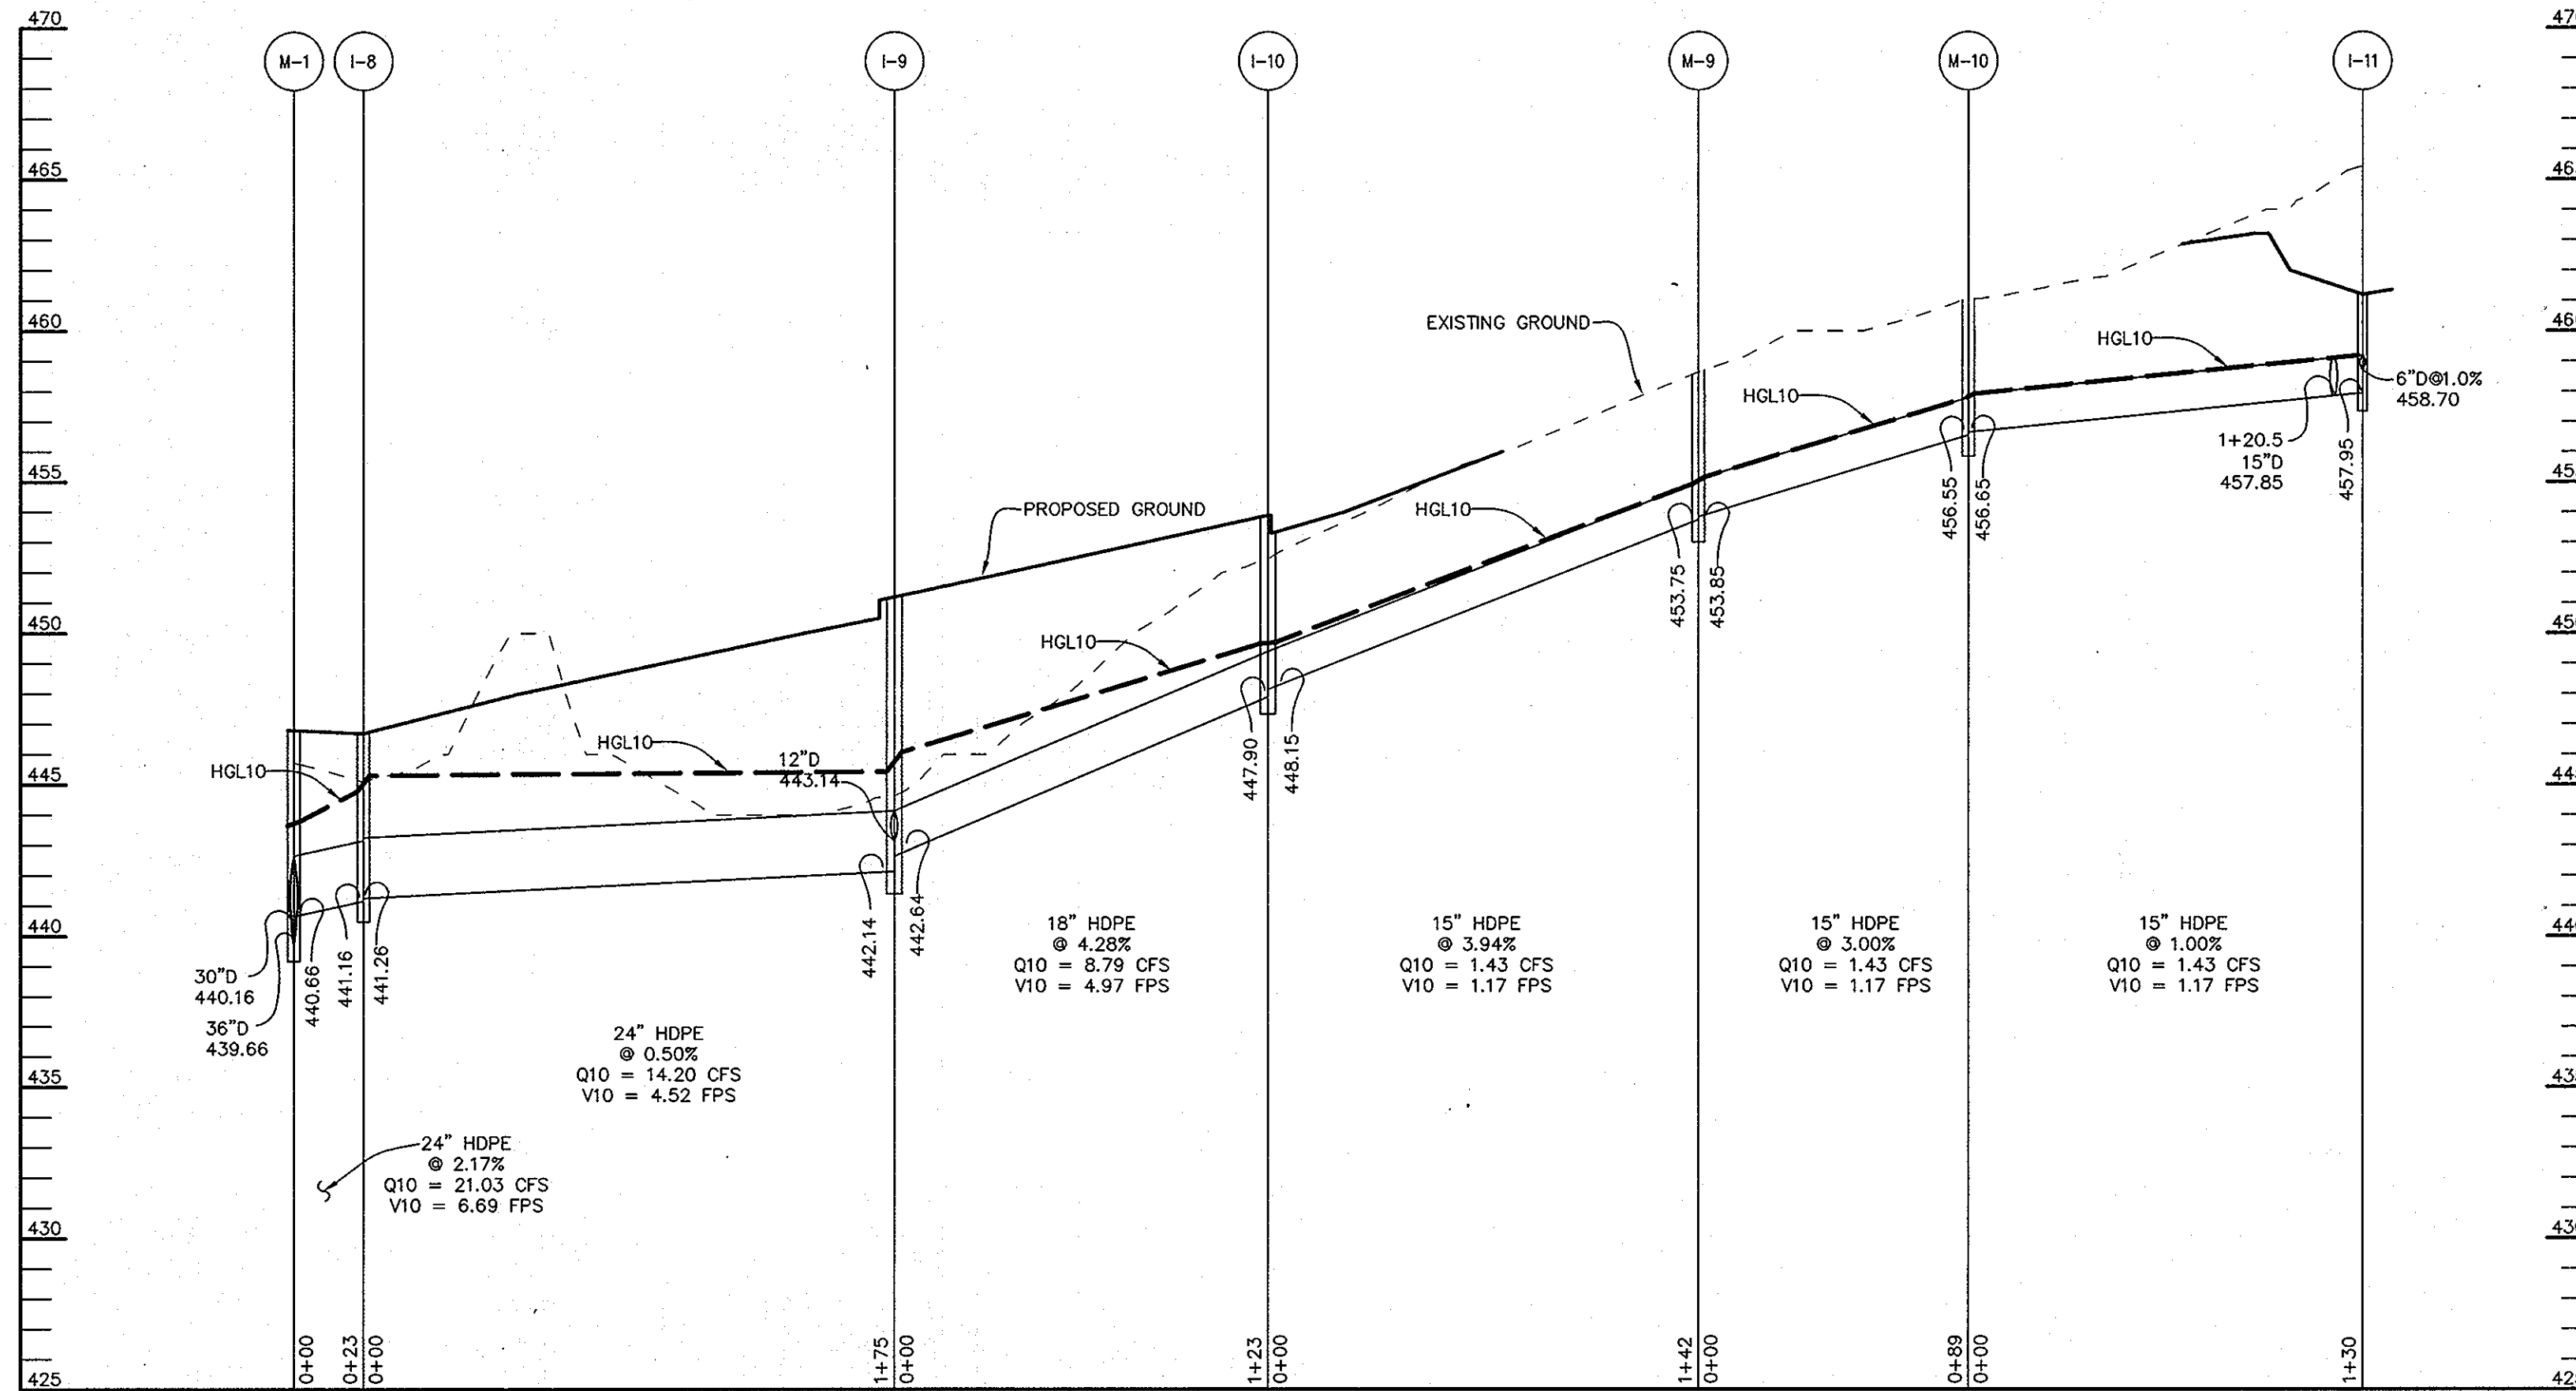 470
465
460
455
450
445
440
435
430
425
M-1
I-8
I-9
I-10
M-9
M-10
I-11
EXISTING GROUND
PROPOSED GROUND
HGL10
HGL10
HGL10
HGL10
HGL10
HGL10
12"D
443.14
6"D@1.0%
458.70
1+20.5
15"D
457.85
457.95
456.55
456.65
453.75
453.85
447.90
448.15
442.14
442.64
441.16
441.26
440.66
30"D
440.16
36"D
439.66
18" HDPE
@ 4.28%
Q10 = 8.79 CFS
V10 = 4.97 FPS
15" HDPE
@ 3.94%
Q10 = 1.43 CFS
V10 = 1.17 FPS
15" HDPE
@ 3.00%
Q10 = 1.43 CFS
V10 = 1.17 FPS
15" HDPE
@ 1.00%
Q10 = 1.43 CFS
V10 = 1.17 FPS
24" HDPE
@ 0.50%
Q10 = 14.20 CFS
V10 = 4.52 FPS
24" HDPE
@ 2.17%
Q10 = 21.03 CFS
V10 = 6.69 FPS
0+00
0+23
0+00
1+75
0+00
1+23
0+00
1+42
0+00
0+89
0+00
1+30